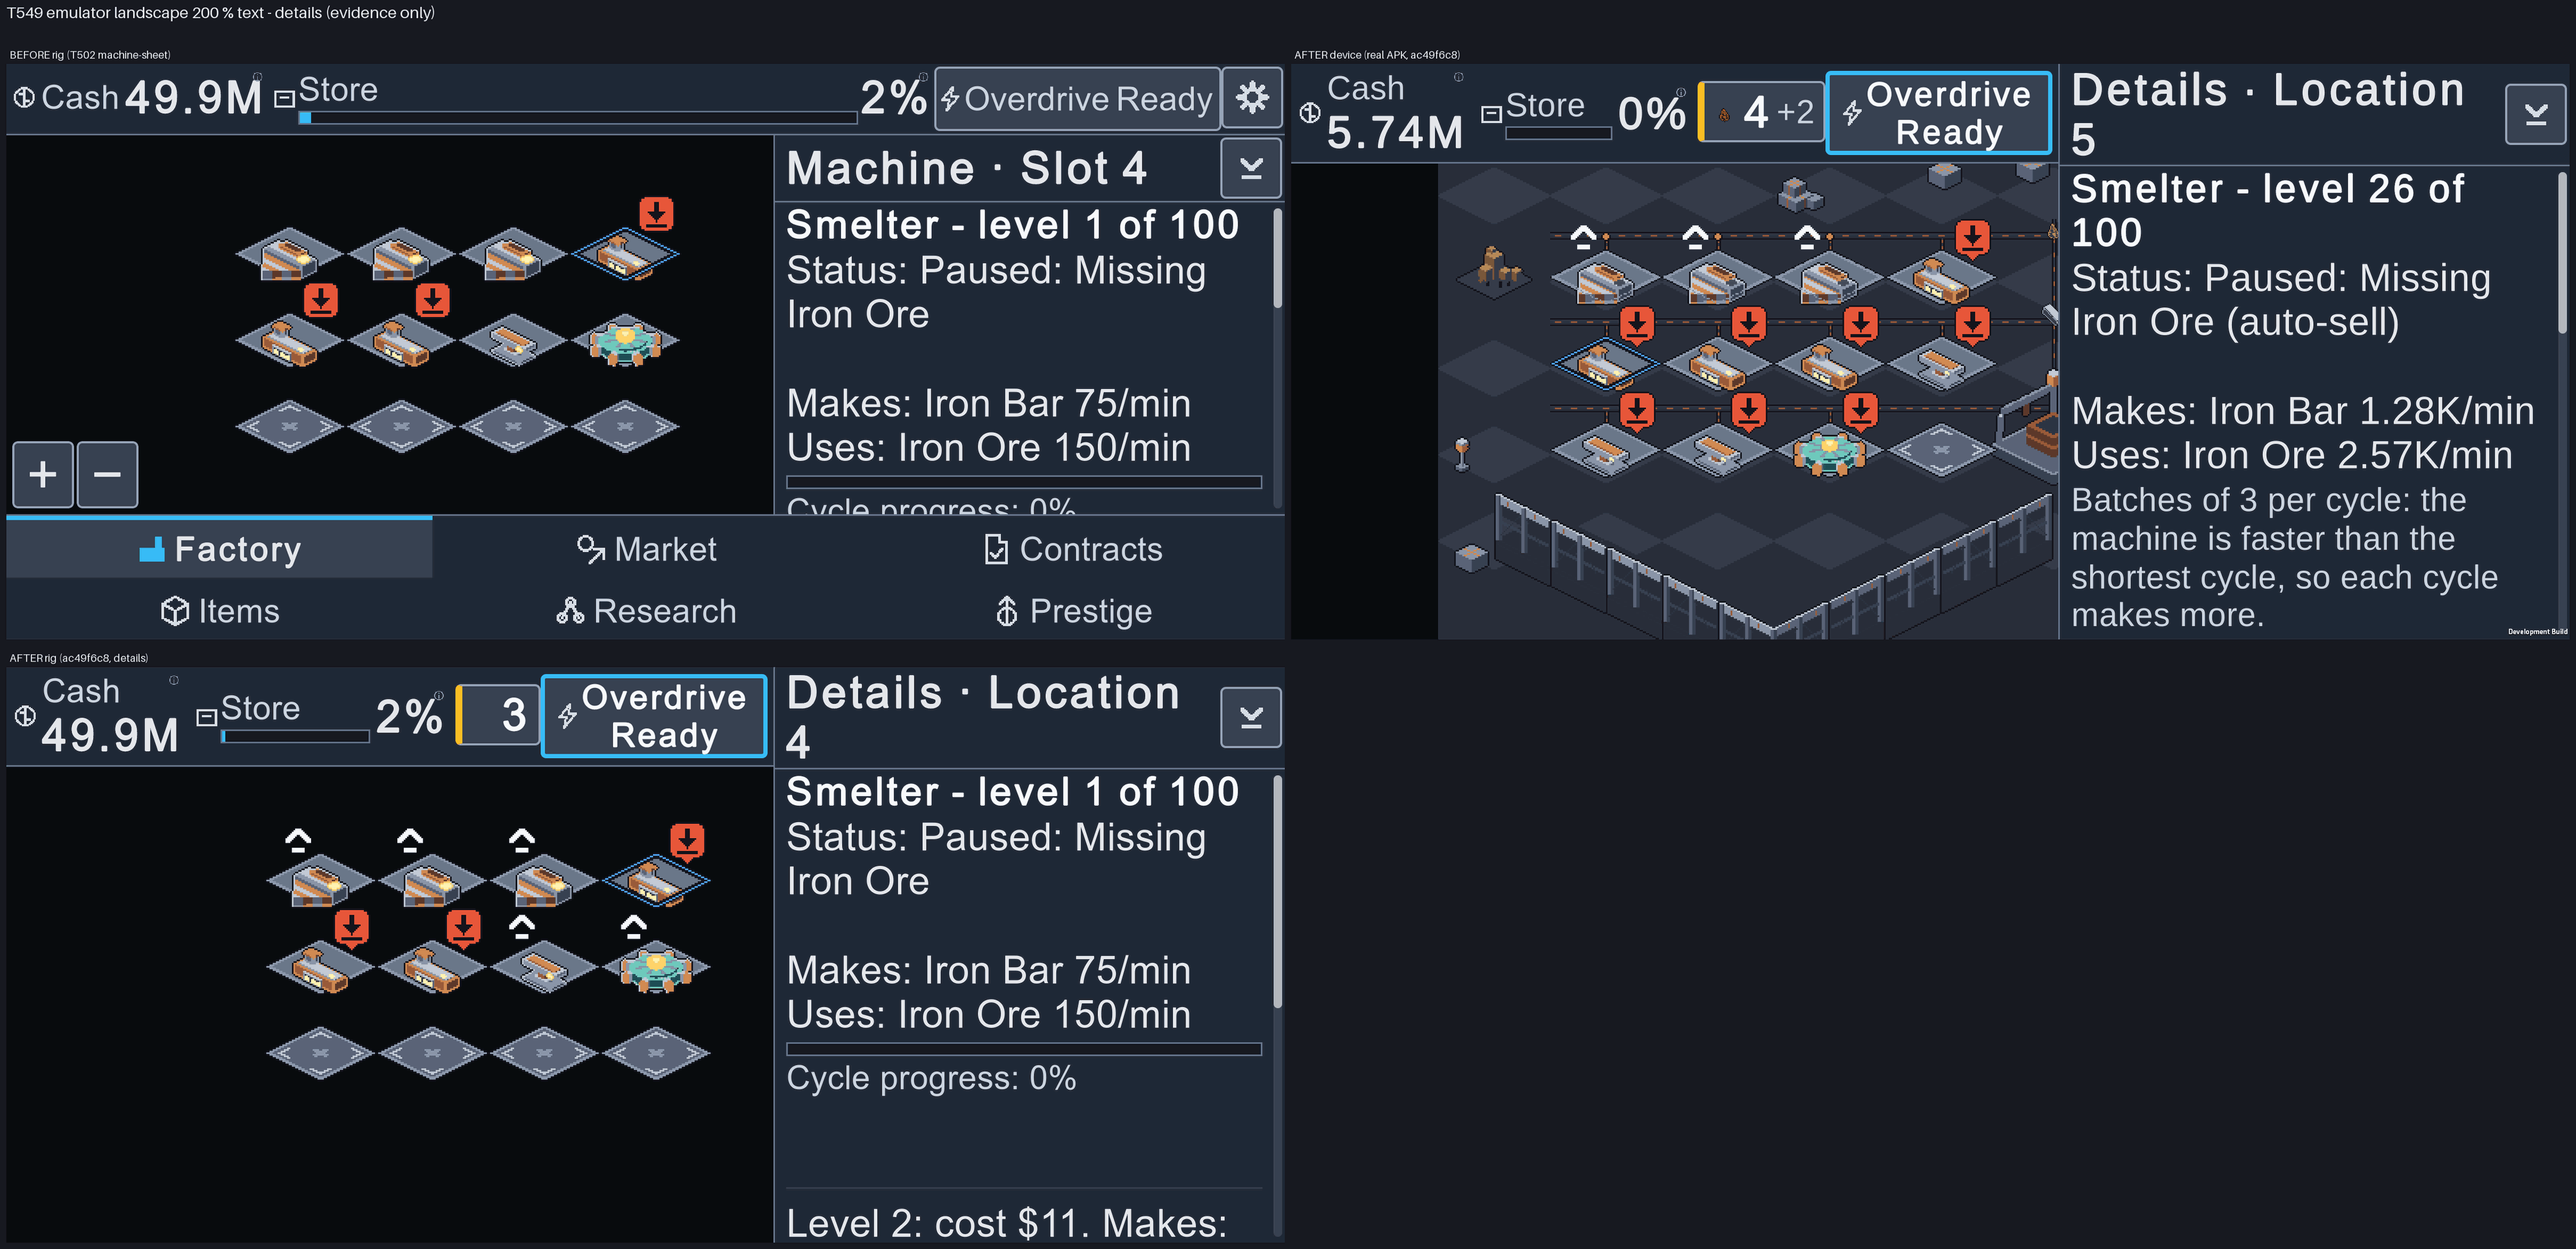 T549 emulator landscape 200 % text - details (evidence only)
BEFORE rig (T502 machine-sheet)
Cash 49.9M
Store
2%
Overdrive Ready
Machine · Slot 4
Smelter - level 1 of 100
Status: Paused: Missing
Iron Ore
Makes: Iron Bar 75/min
Uses: Iron Ore 150/min
Cycle progress: 0%
+
−
Factory
Market
Contracts
Items
Research
Prestige
AFTER device (real APK, ac49f6c8)
Cash
5.74M
Store
0%
4 +2
Overdrive
Ready
Details · Location
5
Smelter - level 26 of
100
Status: Paused: Missing
Iron Ore (auto-sell)
Makes: Iron Bar 1.28K/min
Uses: Iron Ore 2.57K/min
Batches of 3 per cycle: the
machine is faster than the
shortest cycle, so each cycle
makes more.
Development Build
AFTER rig (ac49f6c8, details)
Cash
49.9M
Store
2%
3
Overdrive
Ready
Details · Location
4
Smelter - level 1 of 100
Status: Paused: Missing
Iron Ore
Makes: Iron Bar 75/min
Uses: Iron Ore 150/min
Cycle progress: 0%
Level 2: cost $11. Makes: